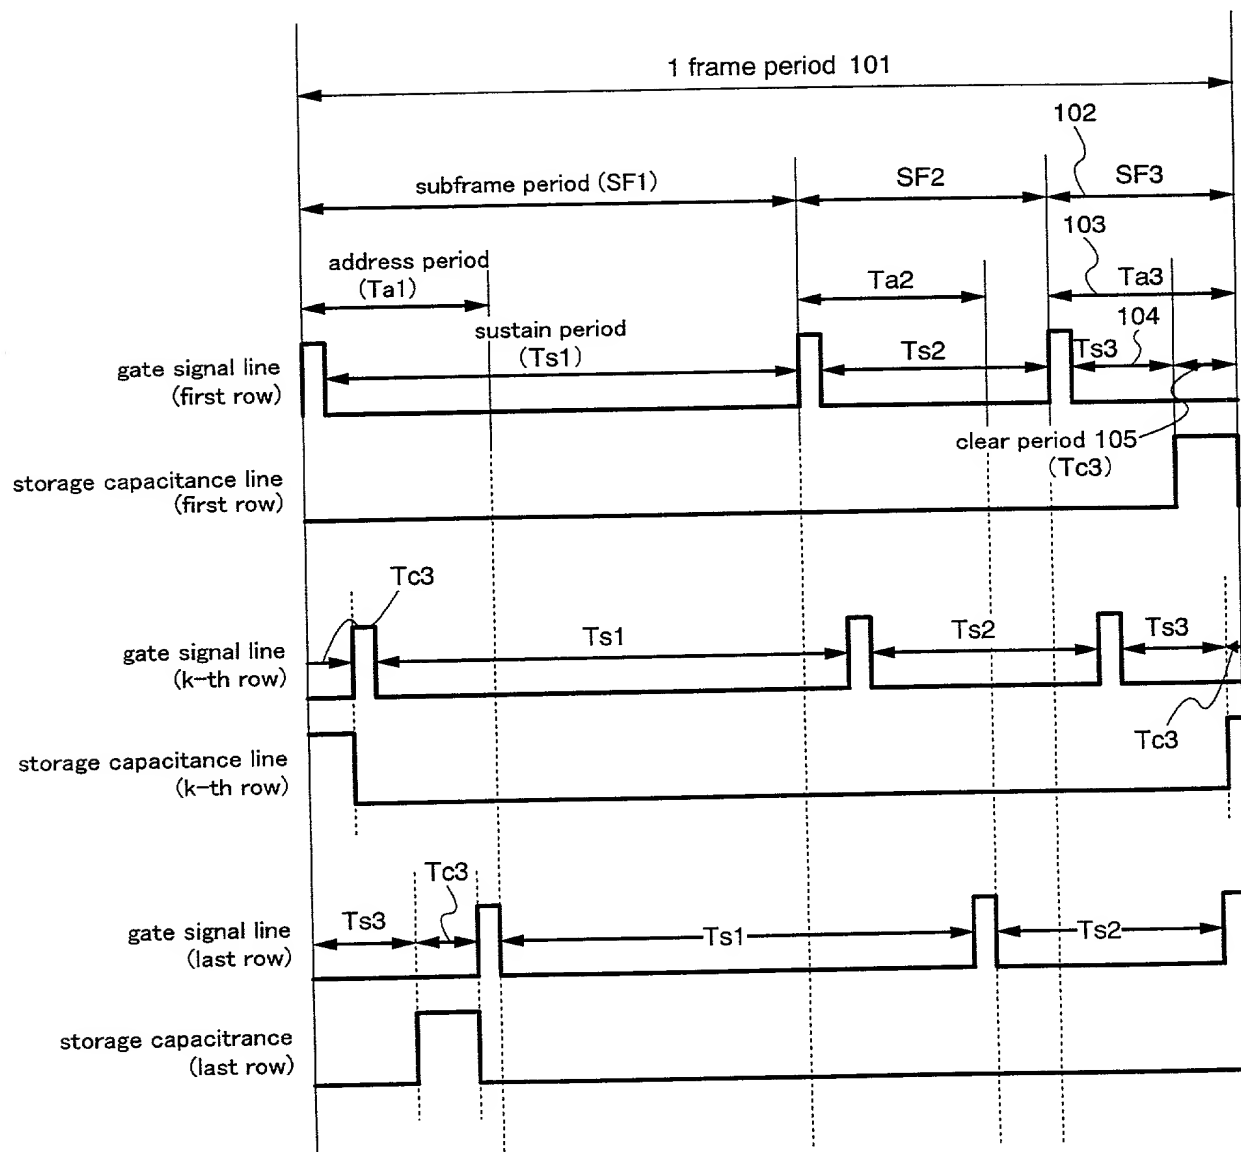 1 frame period 101
102
subframe period (SF1)
SF2
SF3
103
address period
(Ta1)
Ta2
Ta3
sustain period
(Ts1)
Ts2
Ts3
104
gate signal line
(first row)
clear period 105
(Tc3)
storage capacitance line
(first row)
Tc3
gate signal line
(k-th row)
Ts1
Ts2
Ts3
Tc3
storage capacitance line
(k-th row)
Tc3
gate signal line
(last row)
Ts3
Ts1
Ts2
storage capacitrance
(last row)